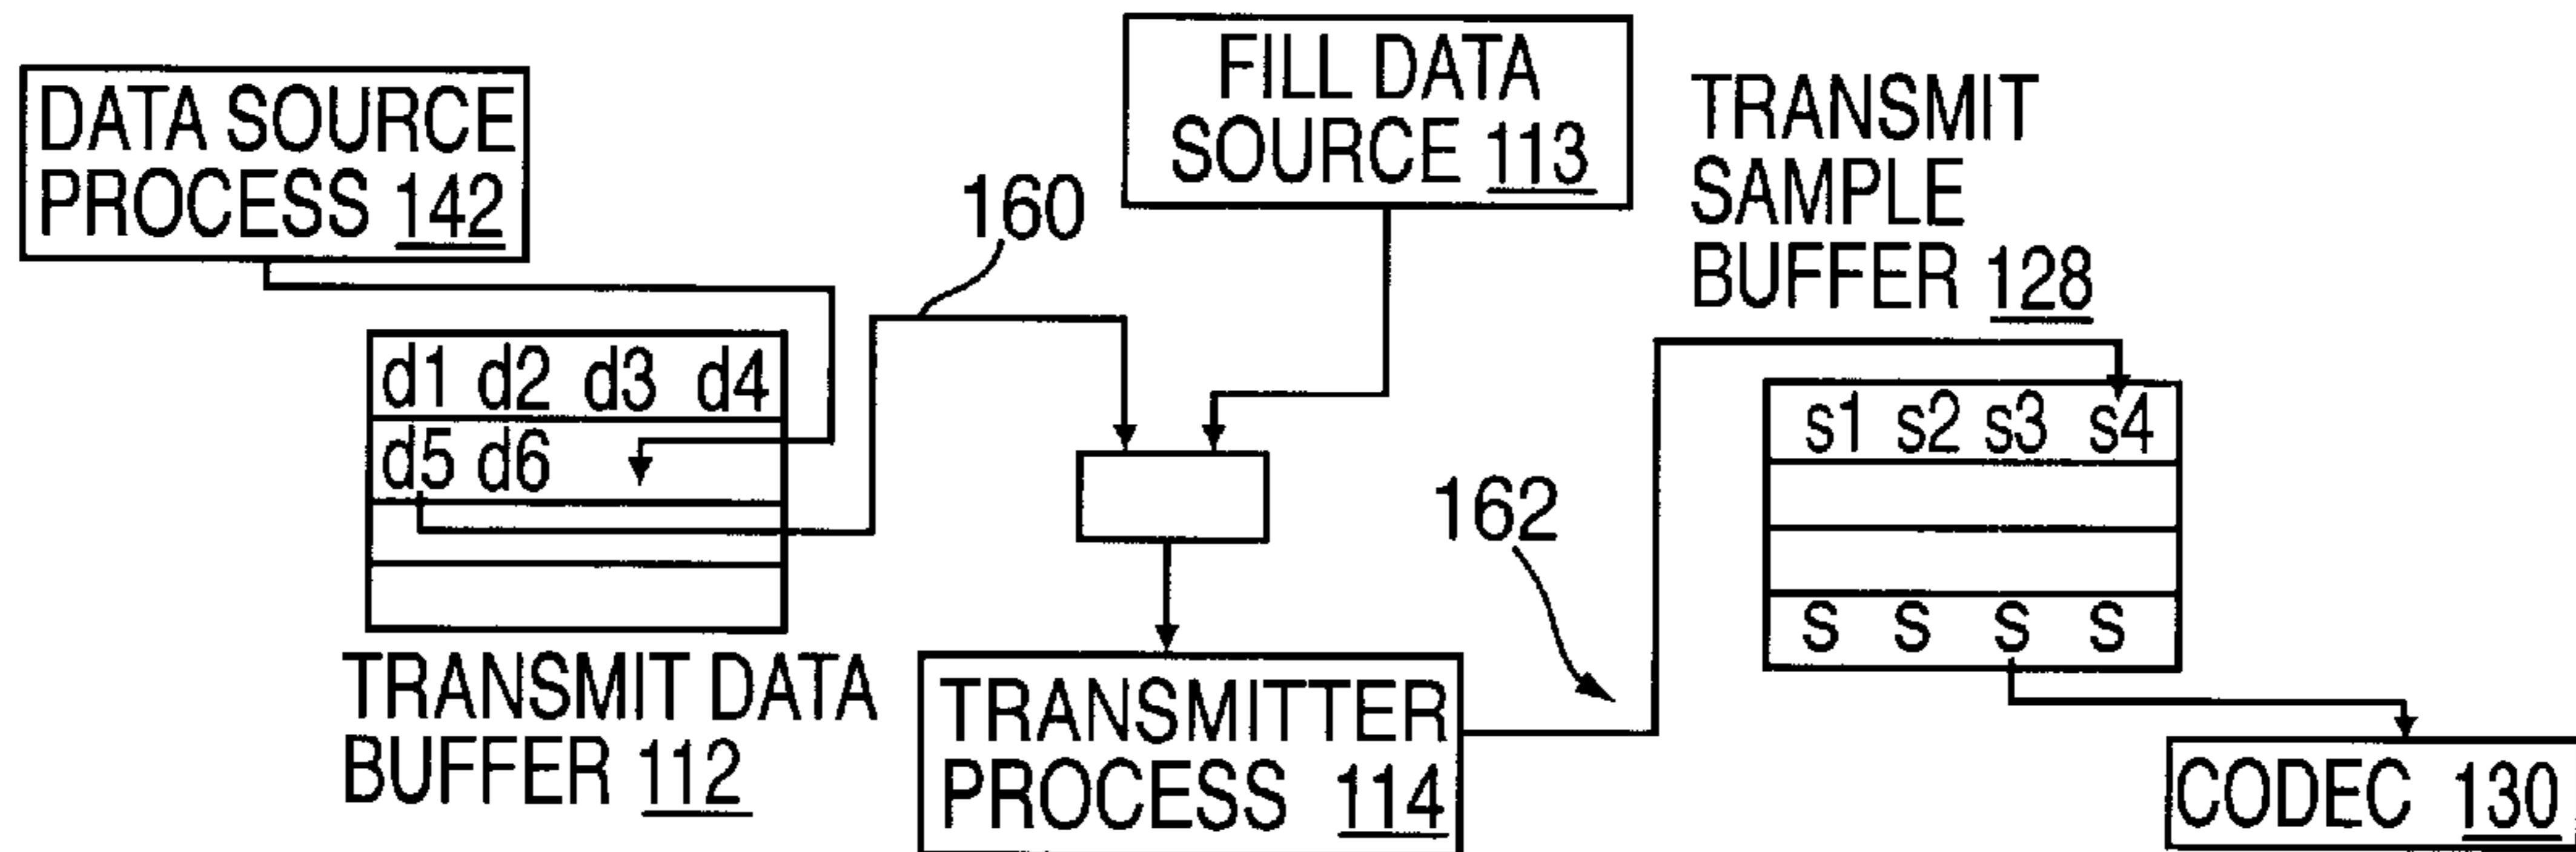 DATA SOURCE
PROCESS 142
FILL DATA
SOURCE 113
TRANSMIT
SAMPLE
BUFFER 128
160
d1 d2 d3 d4
d5 d6
TRANSMIT DATA
BUFFER 112
162
TRANSMITTER
PROCESS 114
s1 s2 s3 s4
s s s s
CODEC 130